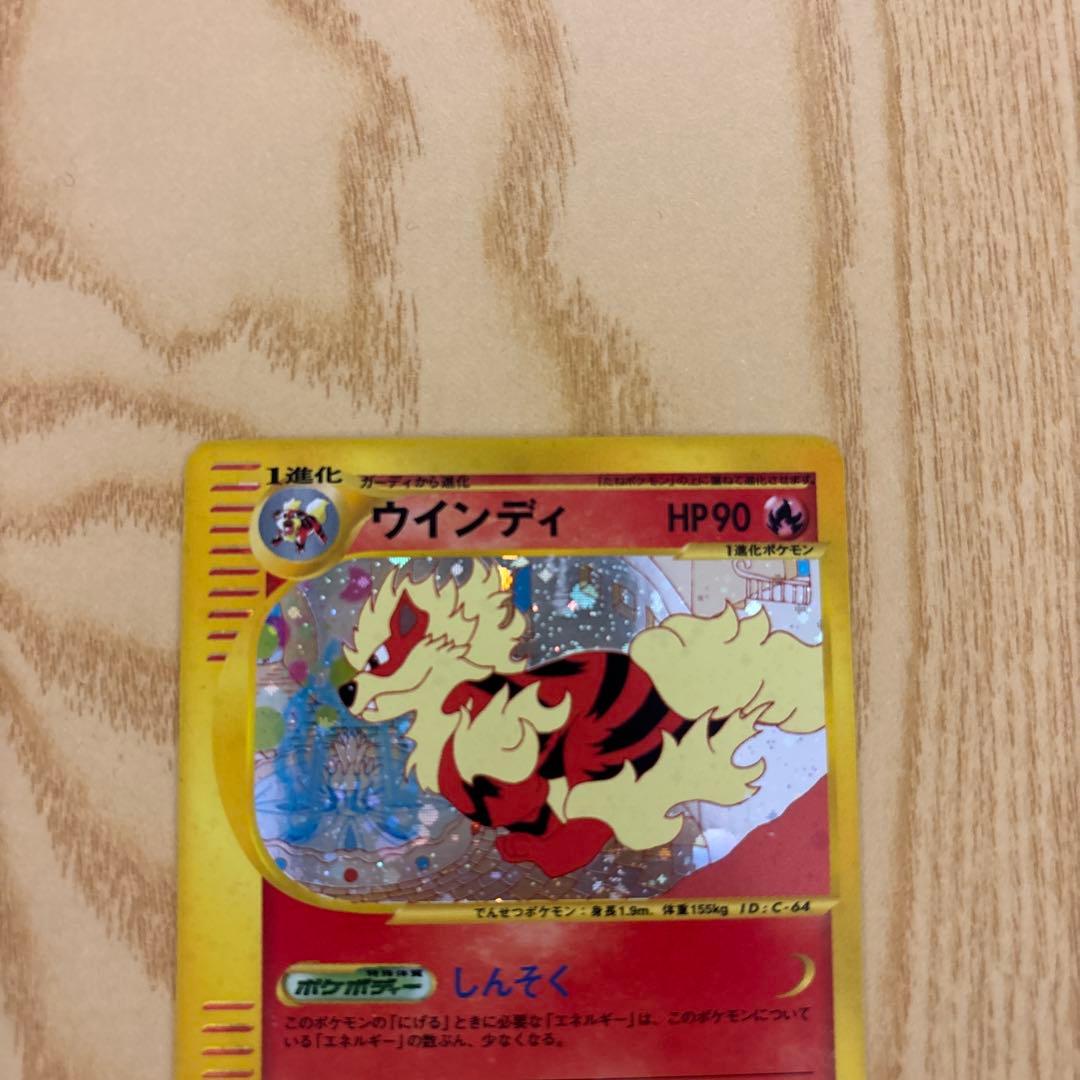 1進化 ガーディから進化 「たねポケモン」の上に重ねて進化させます。
ウインディ HP90
1進化ポケモン
でんせつポケモン：身長1.9m、体重155kg ID：C-64
特殊体質
ポケボディー しんそく
このポケモンの「にげる」ときに必要な「エネルギー」は、このポケモンについて
いる「エネルギー」の数ぶん、少なくなる。